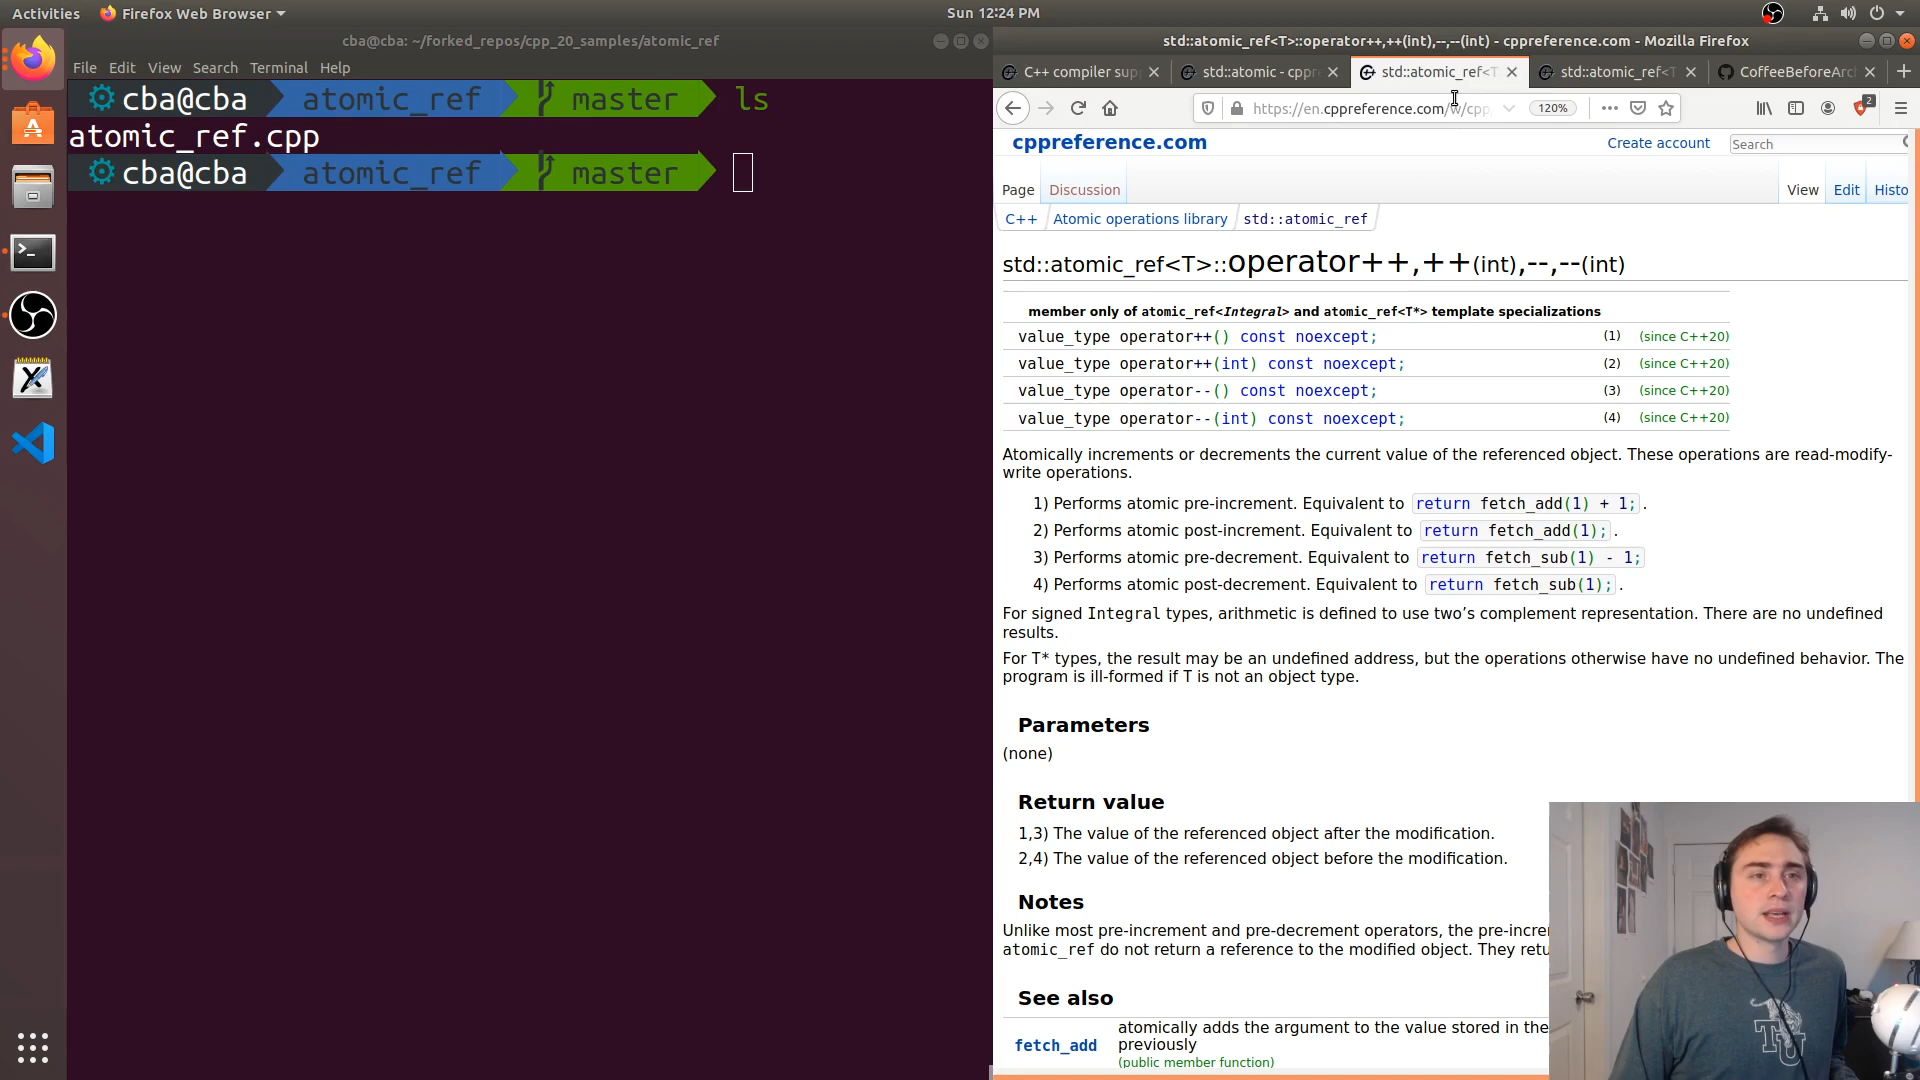 Activities
Firefox Web Browser
Sun 12:24 PM
cba@cba: ~/forked_repos/cpp_20_samples/atomic_ref
File Edit View Search Terminal Help
cba@cba atomic_ref master ls
atomic_ref.cpp
cba@cba atomic_ref master
std::atomic_ref<T>::operator++,++(int),--,--(int) - cppreference.com - Mozilla Firefox
C++ compiler sup
std::atomic - cppr
std::atomic_ref<T
std::atomic_ref<T
CoffeeBeforeArc
https://en.cppreference.com/w/cpp
120%
2
cppreference.com
Create account
Search
Page
Discussion
View
Edit
Histo
C++
Atomic operations library
std::atomic_ref
std::atomic_ref<T>::operator++,++(int),--,--(int)
member only of atomic_ref<Integral> and atomic_ref<T*> template specializations
value_type operator++() const noexcept; (1) (since C++20)
value_type operator++(int) const noexcept; (2) (since C++20)
value_type operator--() const noexcept; (3) (since C++20)
value_type operator--(int) const noexcept; (4) (since C++20)
Atomically increments or decrements the current value of the referenced object. These operations are read-modify-
write operations.
1) Performs atomic pre-increment. Equivalent to return fetch_add(1) + 1; .
2) Performs atomic post-increment. Equivalent to return fetch_add(1); .
3) Performs atomic pre-decrement. Equivalent to return fetch_sub(1) - 1;
4) Performs atomic post-decrement. Equivalent to return fetch_sub(1); .
For signed Integral types, arithmetic is defined to use two’s complement representation. There are no undefined
results.
For T* types, the result may be an undefined address, but the operations otherwise have no undefined behavior. The
program is ill-formed if T is not an object type.
Parameters
(none)
Return value
1,3) The value of the referenced object after the modification.
2,4) The value of the referenced object before the modification.
Notes
Unlike most pre-increment and pre-decrement operators, the pre-incre
atomic_ref do not return a reference to the modified object. They retu
See also
fetch_add
atomically adds the argument to the value stored in the
previously
(public member function)
TU